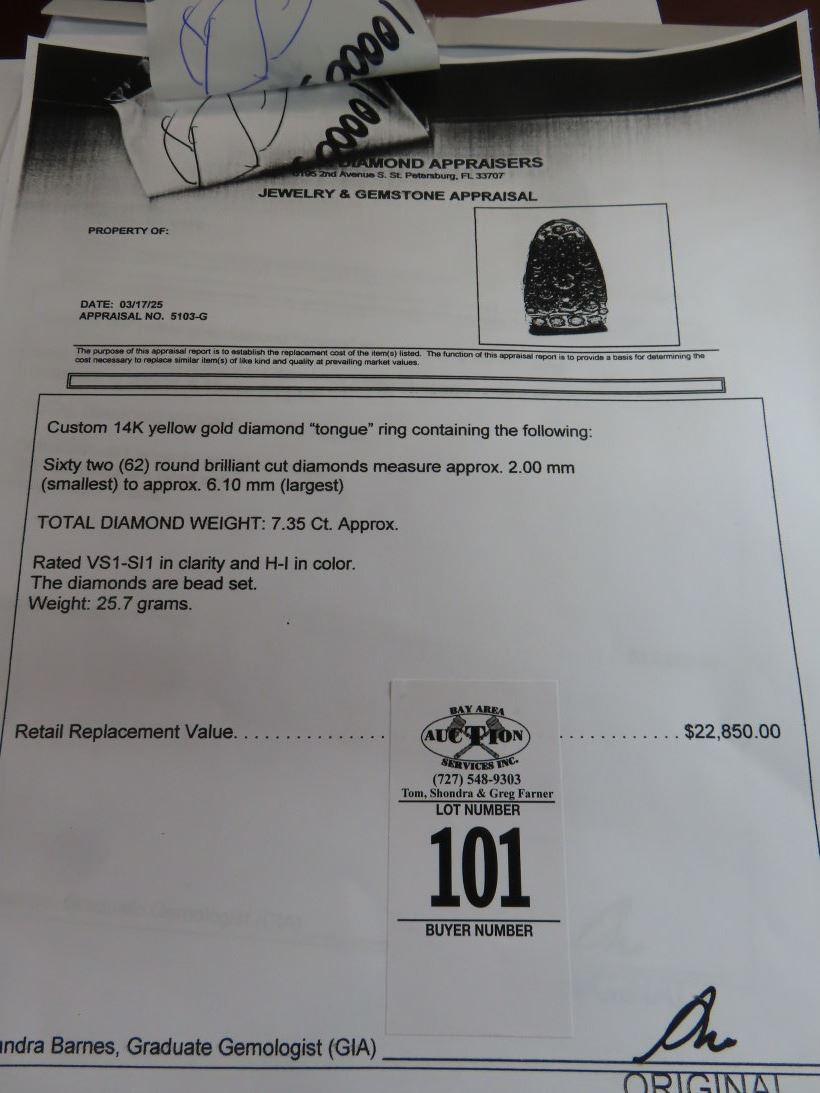 10000
10000
DIAMOND APPRAISERS
2nd Avenue S. St. Petersburg, FL 33707
JEWELRY & GEMSTONE APPRAISAL
PROPERTY OF:
DATE: 03/17/25
APPRAISAL NO. 5103-G
The purpose of this appraisal report is to establish the replacement cost of the item(s) listed. The function of this appraisal report is to provide a basis for determining the
cost necessary to replace similar item(s) of like kind and quality at prevailing market values.
Custom 14K yellow gold diamond "tongue" ring containing the following:
Sixty two (62) round brilliant cut diamonds measure approx. 2.00 mm
(smallest) to approx. 6.10 mm (largest)
TOTAL DIAMOND WEIGHT: 7.35 Ct. Approx.
Rated VS1-SI1 in clarity and H-I in color.
The diamonds are bead set.
Weight: 25.7 grams.
Retail Replacement Value. . . . . . . . . . . . . . . . . . . . . . . . . . . $22,850.00
BAY AREA
AUCTION
SERVICES INC.
(727) 548-9303
Tom, Shondra & Greg Farner
LOT NUMBER
101
BUYER NUMBER
ndra Barnes, Graduate Gemologist (GIA)
ORIGINAL